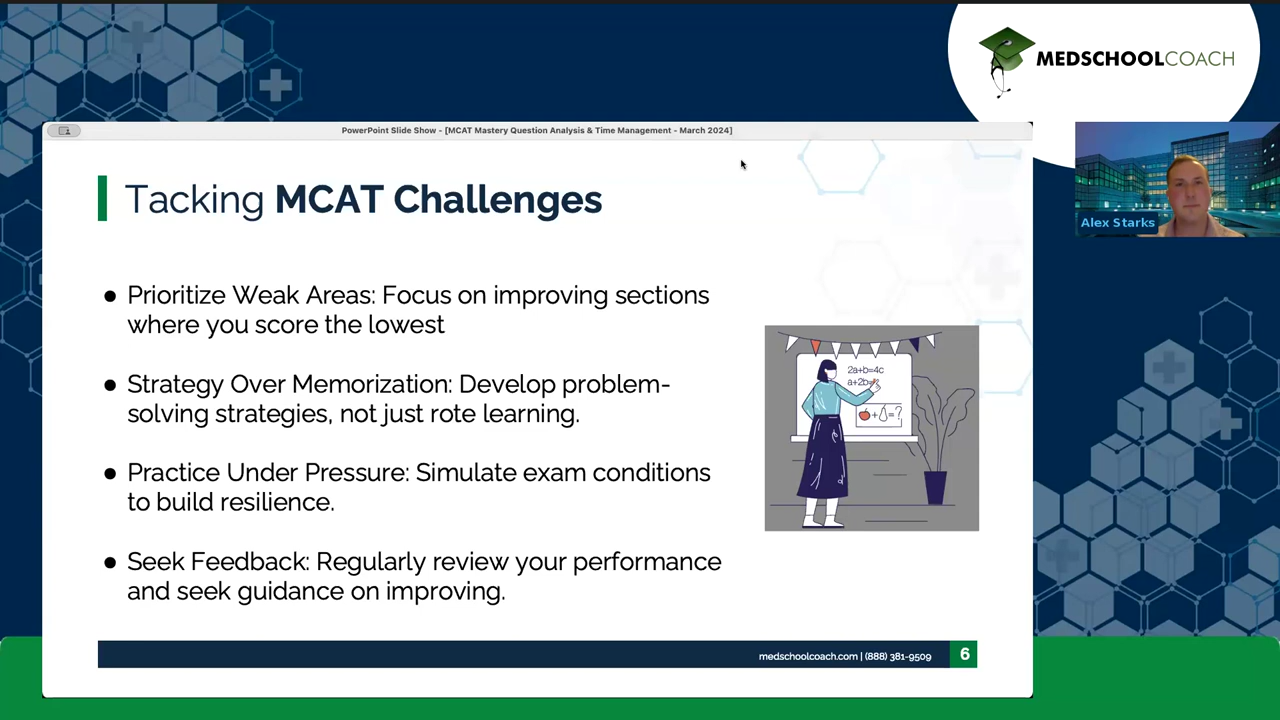 MEDSCHOOLCOACH
PowerPoint Slide Show - [MCAT Mastery Question Analysis & Time Management - March 2024]
Tacking MCAT Challenges
Alex Starks
● Prioritize Weak Areas: Focus on improving sections
where you score the lowest
● Strategy Over Memorization: Develop problem-
solving strategies, not just rote learning.
● Practice Under Pressure: Simulate exam conditions
to build resilience.
● Seek Feedback: Regularly review your performance
and seek guidance on improving.
2a+b=4c
a+2b=
+ =?
medschoolcoach.com | (888) 381-9509
6